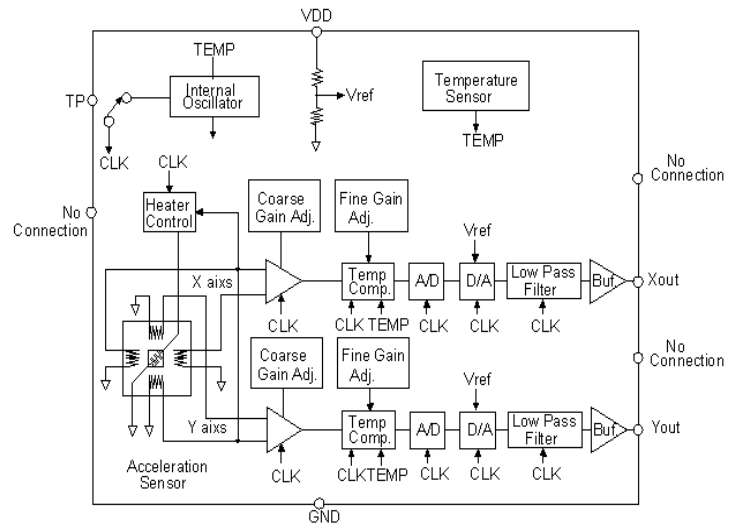 VDD
TEMP
Internal
Oscillator
Temperature
Sensor
TP
Vref
TEMP
CLK
CLK
No
Connection
Heater
Control
Coarse
Gain Adj.
Fine Gain
Adj.
No
Connection
Vref
X aixs
Temp
Comp.
A/D
D/A
Low Pass
Filter
Buf
Xout
CLK
CLK
TEMP
CLK
CLK
CLK
Coarse
Gain Adj.
Fine Gain
Adj.
No
Connection
Vref
Y aixs
Temp
Comp.
A/D
D/A
Low Pass
Filter
Buf
Yout
CLK
CLK
TEMP
CLK
CLK
CLK
Acceleration
Sensor
GND